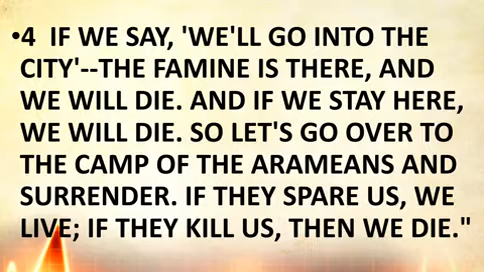 •4  IF WE SAY, 'WE'LL GO INTO THE
CITY'--THE FAMINE IS THERE, AND
WE WILL DIE. AND IF WE STAY HERE,
WE WILL DIE. SO LET'S GO OVER TO
THE CAMP OF THE ARAMEANS AND
SURRENDER. IF THEY SPARE US, WE
LIVE; IF THEY KILL US, THEN WE DIE."